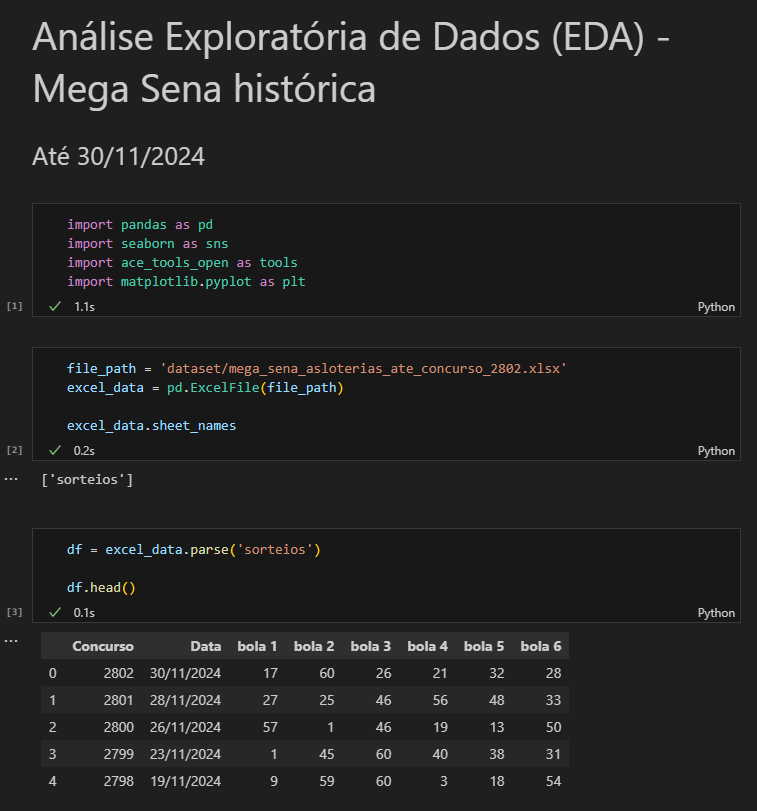 Análise Exploratória de Dados (EDA) -
Mega Sena histórica
Até 30/11/2024
import pandas as pd
import seaborn as sns
import ace_tools_open as tools
import matplotlib.pyplot as plt
[1] ✓ 1.1s Python
file_path = 'dataset/mega_sena_asloterias_ate_concurso_2802.xlsx'
excel_data = pd.ExcelFile(file_path)
excel_data.sheet_names
[2] ✓ 0.2s Python
... ['sorteios']
df = excel_data.parse('sorteios')
df.head()
[3] ✓ 0.1s Python
...
Concurso Data bola 1 bola 2 bola 3 bola 4 bola 5 bola 6
0 2802 30/11/2024 17 60 26 21 32 28
1 2801 28/11/2024 27 25 46 56 48 33
2 2800 26/11/2024 57 1 46 19 13 50
3 2799 23/11/2024 1 45 60 40 38 31
4 2798 19/11/2024 9 59 60 3 18 54